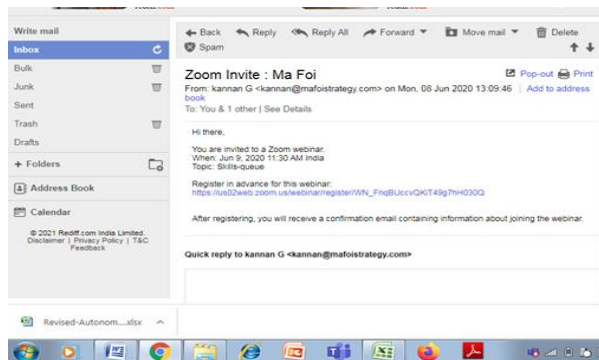 Write mail
Back Reply Reply All Forward Move mail Delete
Inbox
Spam
Bulk
Junk
Sent
Trash
Drafts
+ Folders
Address Book
Calendar
© 2021 Rediff.com India Limited.
Disclaimer | Privacy Policy | T&C
Feedback
Zoom Invite : Ma Foi
Pop-out Print
From: kannan G <kannan@mafoistrategy.com> on Mon, 08 Jun 2020 13:09:46 | Add to address
book
To: You & 1 other | See Details
Hi there,
You are invited to a Zoom webinar.
When: Jun 9, 2020 11:30 AM India
Topic: Skills-queue
Register in advance for this webinar:
After registering, you will receive a confirmation email containing information about joining the webinar.
Quick reply to kannan G <kannan@mafoistrategy.com>
Revised-Autonom....xlsx